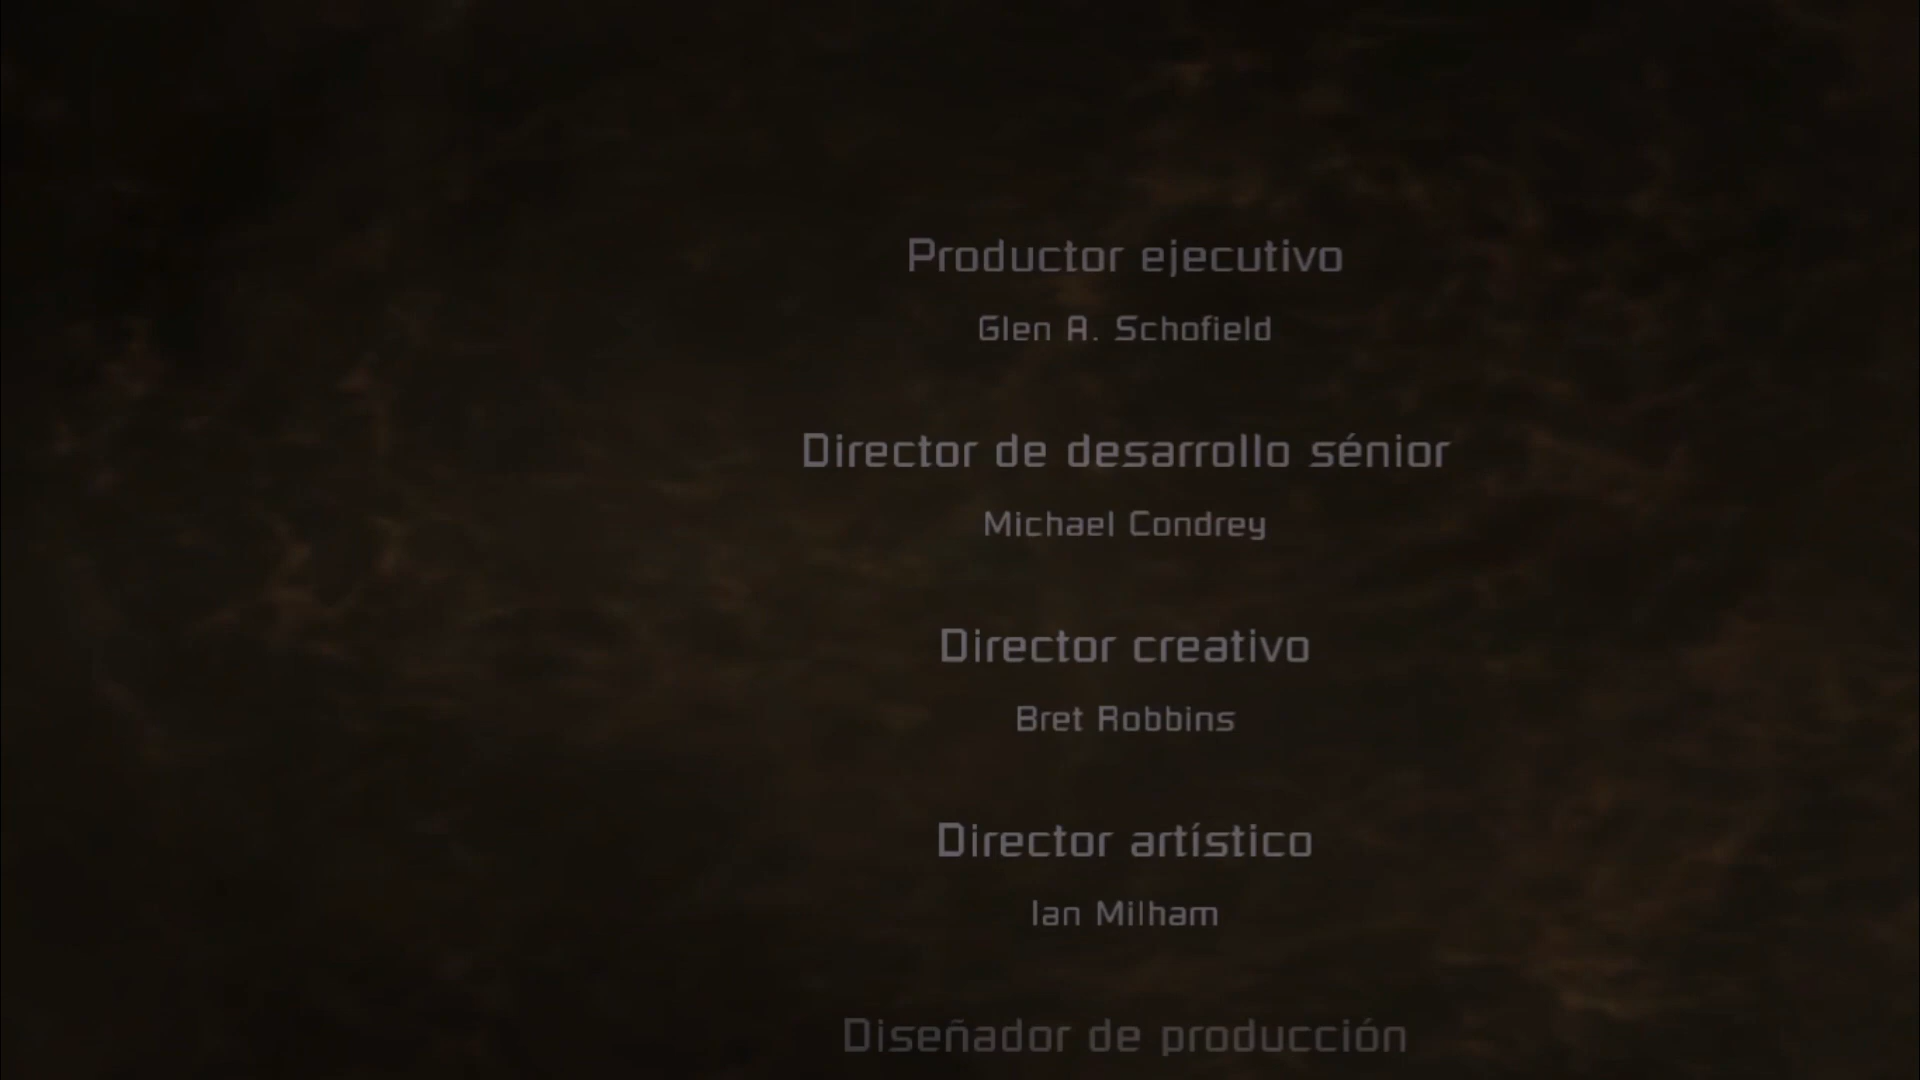 Productor ejecutivo
Glen A. Schofield
Director de desarrollo sénior
Michael Condrey
Director creativo
Bret Robbins
Director artístico
Ian Milham
Diseñador de producción